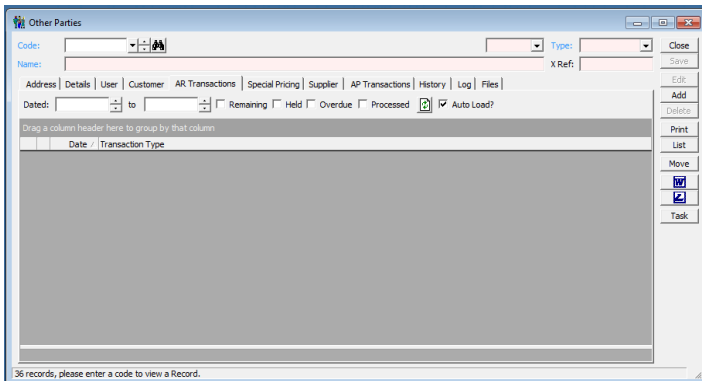 Other Parties
Code: Type: Close
Name: X Ref: Save
Address Details User Customer AR Transactions Special Pricing Supplier AP Transactions History Log Files Edit
Dated: to Remaining Held Overdue Processed Auto Load? Add
Delete
Drag a column header here to group by that column Print
Date / Transaction Type List
Move
W
Z
Task
36 records, please enter a code to view a Record.